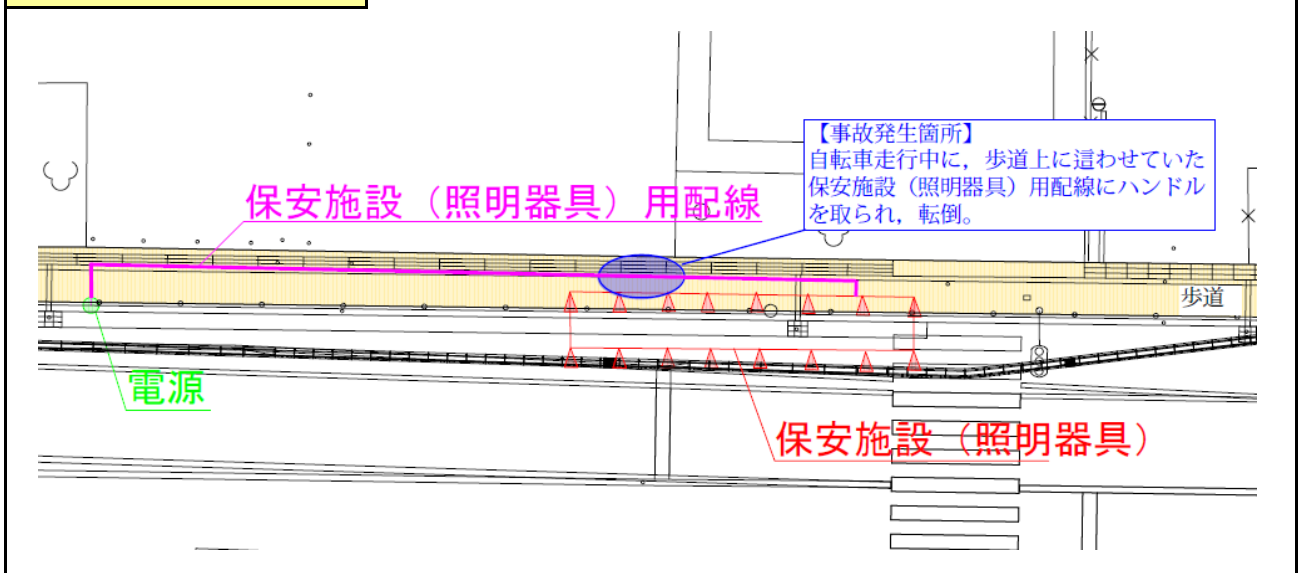 【事故発生箇所】
自転車走行中に，歩道上に這わせていた
保安施設（照明器具）用配線にハンドル
を取られ，転倒。
保安施設（照明器具）用配線
歩道
電源
保安施設（照明器具）